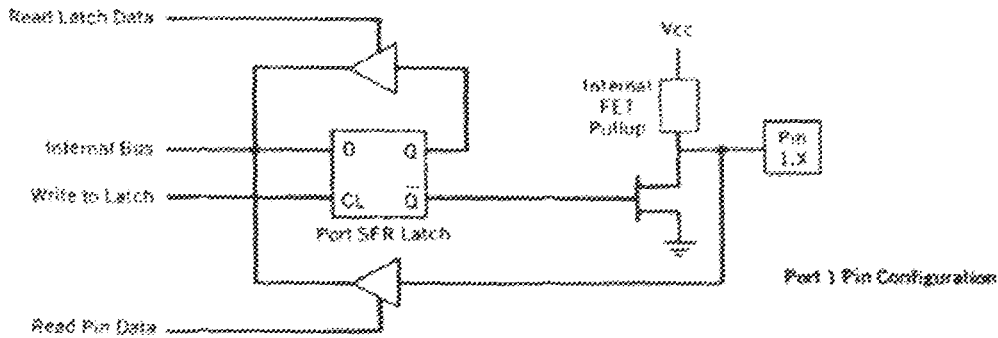 Read Latch Data
Vcc
Internal
FET
Pullup
Internal Bus
D
Q
Pin
1.X
Write to Latch
CL
Q̅
Port SFR Latch
Port 1 Pin Configuration
Read Pin Data